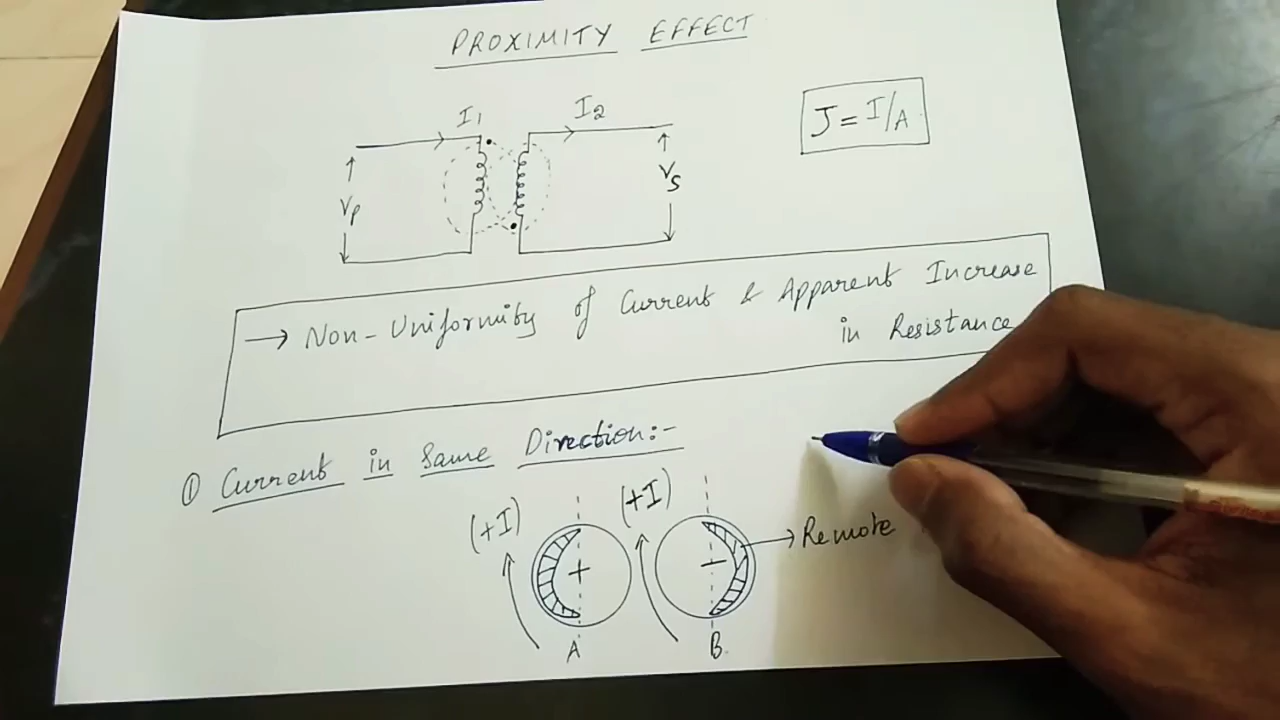 PROXIMITY EFFECT
I1 I2
J = I/A
Vp
Vs
→ Non-Uniformity of Current & Apparent Increase
in Resistance
① Current in Same Direction:-
(+I) (+I)
+ −
→ Remote
A B